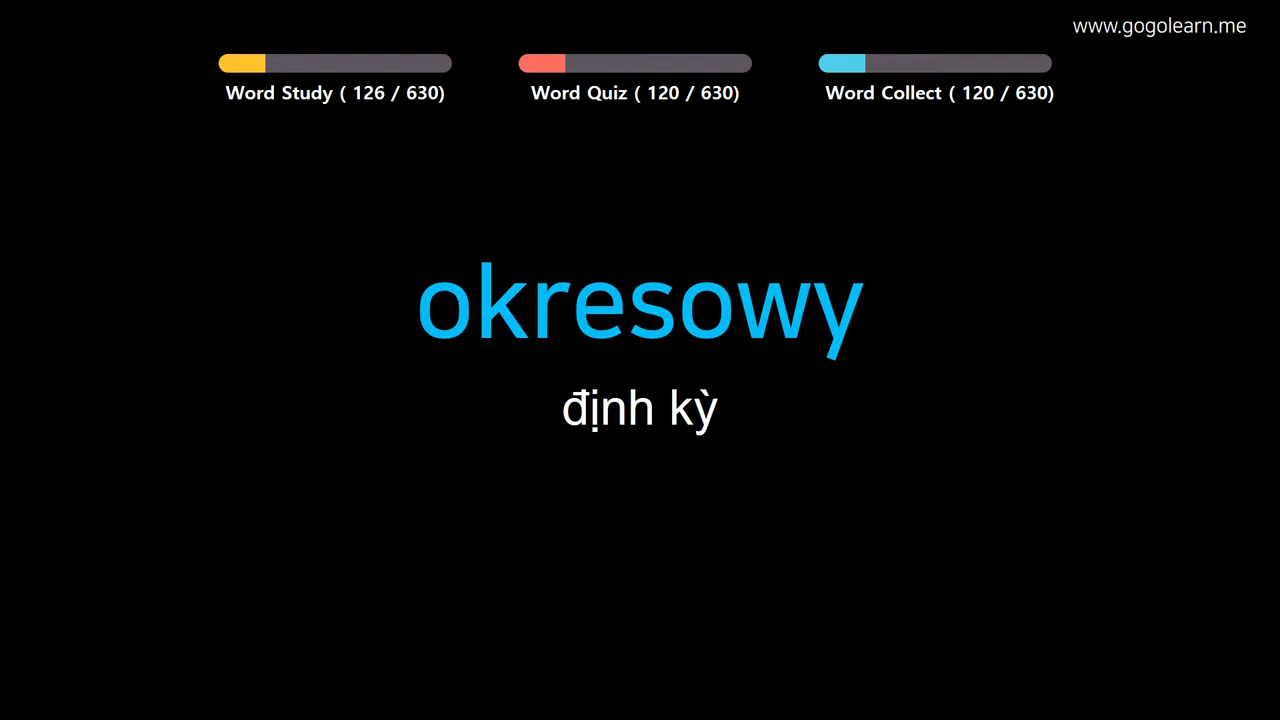 www.gogolearn.me
Word Study ( 126 / 630)
Word Quiz ( 120 / 630)
Word Collect ( 120 / 630)
okresowy
định kỳ